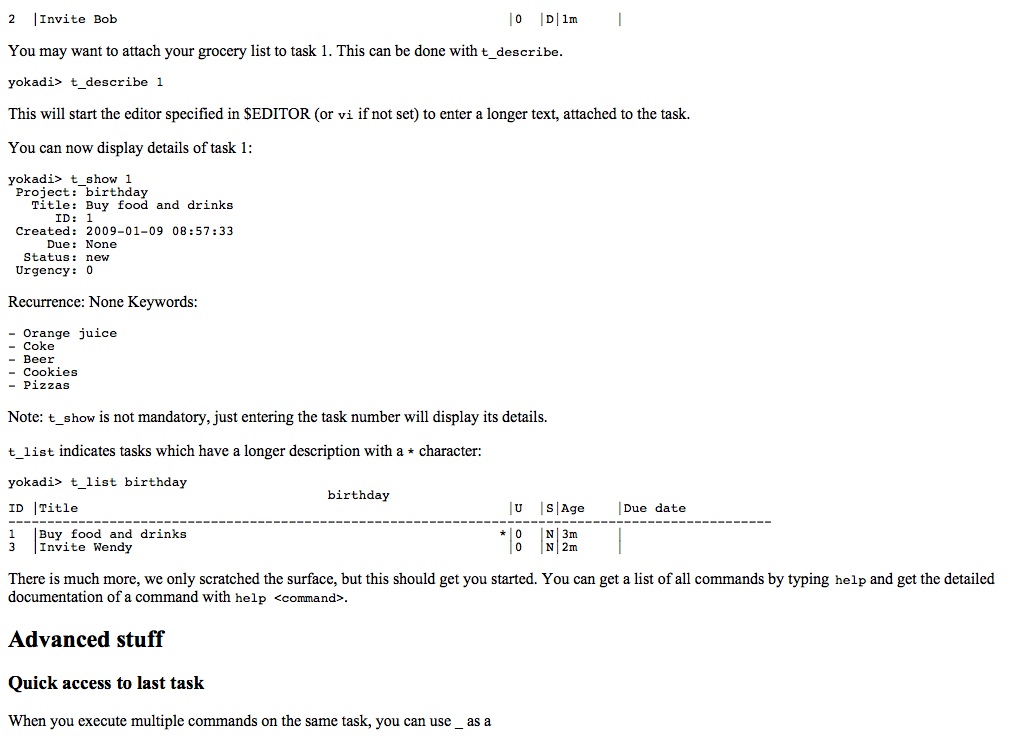 2  |Invite Bob                                                  |0  |D|1m      |
You may want to attach your grocery list to task 1. This can be done with t_describe.
yokadi> t_describe 1
This will start the editor specified in $EDITOR (or vi if not set) to enter a longer text, attached to the task.
You can now display details of task 1:
yokadi> t_show 1
 Project: birthday
   Title: Buy food and drinks
      ID: 1
 Created: 2009-01-09 08:57:33
     Due: None
  Status: new
 Urgency: 0
Recurrence: None Keywords:
- Orange juice
- Coke
- Beer
- Cookies
- Pizzas
Note: t_show is not mandatory, just entering the task number will display its details.
t_list indicates tasks which have a longer description with a * character:
yokadi> t_list birthday
                                         birthday
ID |Title                                                       |U  |S|Age     |Due date
--------------------------------------------------------------------------------------------------
1  |Buy food and drinks                                        *|0  |N|3m      |
3  |Invite Wendy                                                |0  |N|2m      |
There is much more, we only scratched the surface, but this should get you started. You can get a list of all commands by typing help and get the detailed
documentation of a command with help <command>.
Advanced stuff
Quick access to last task
When you execute multiple commands on the same task, you can use _ as a